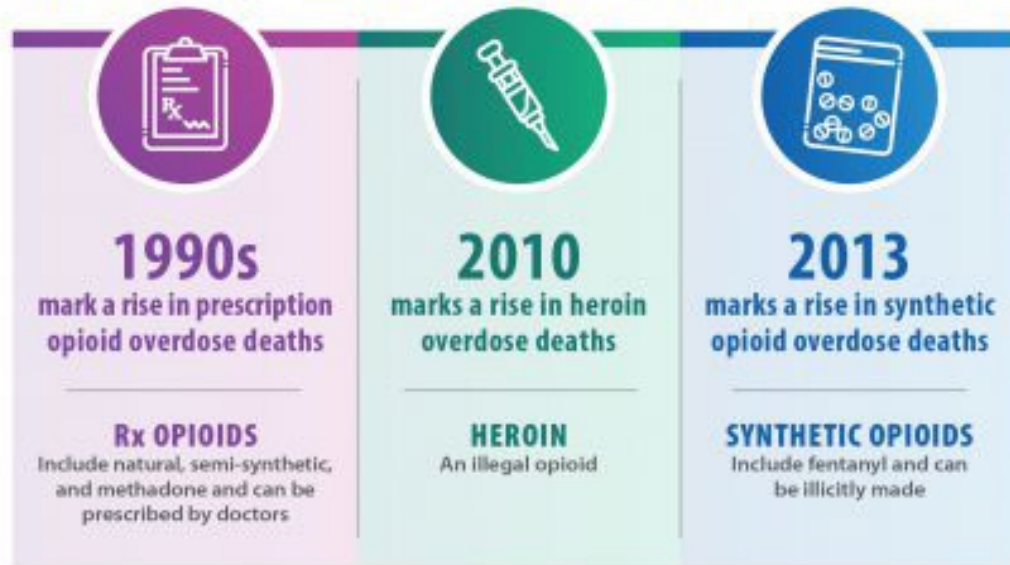 Rx
1990s
mark a rise in prescription
opioid overdose deaths
Rx OPIOIDS
Include natural, semi-synthetic,
and methadone and can be
prescribed by doctors
2010
marks a rise in heroin
overdose deaths
HEROIN
An illegal opioid
2013
marks a rise in synthetic
opioid overdose deaths
SYNTHETIC OPIOIDS
Include fentanyl and can
be illicitly made